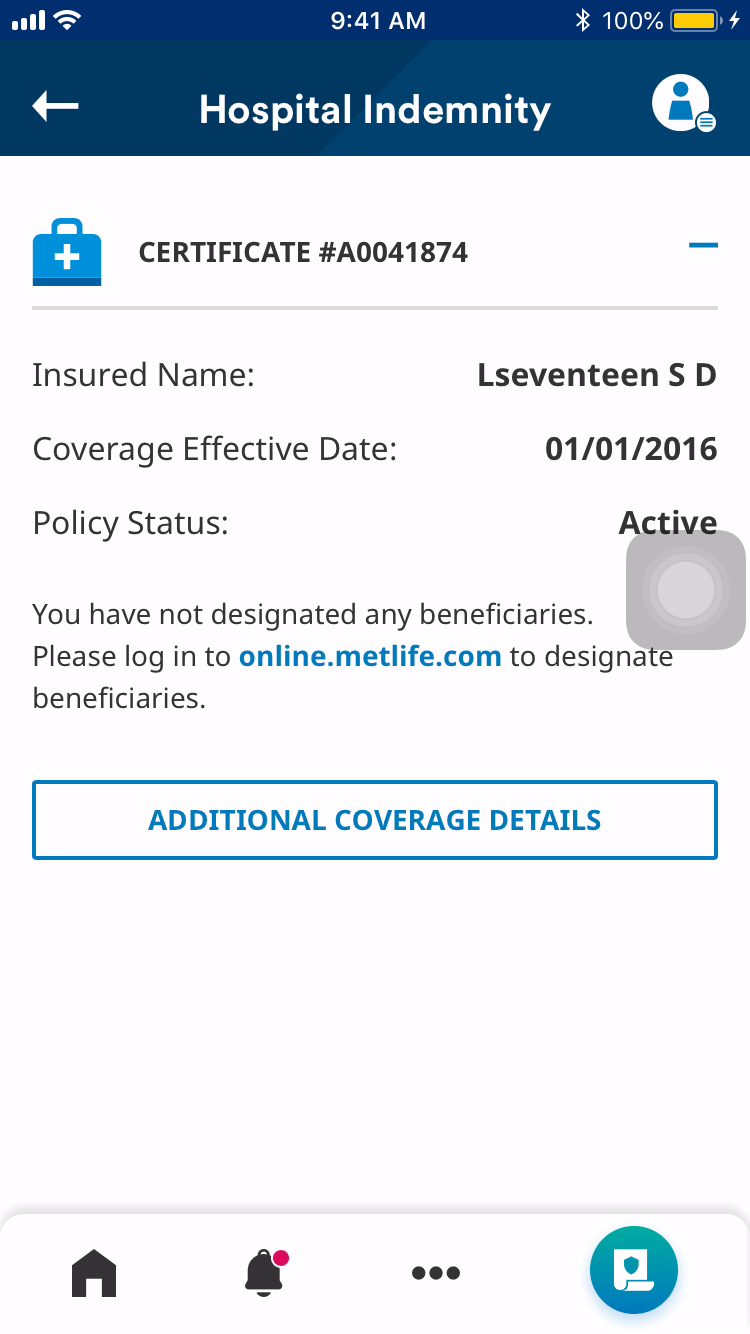 9:41 AM 100%
Hospital Indemnity
CERTIFICATE #A0041874
Insured Name: Lseventeen S D
Coverage Effective Date: 01/01/2016
Policy Status: Active
You have not designated any beneficiaries.
Please log in to online.metlife.com to designate
beneficiaries.
ADDITIONAL COVERAGE DETAILS